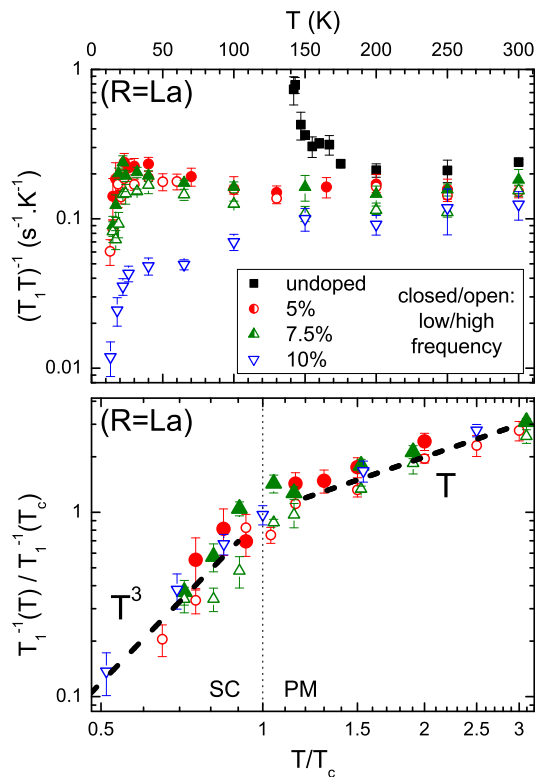 T (K)
0 50 100 150 200 250 300
(R=La)
1
0.1
0.01
(T₁T)⁻¹ (s⁻¹.K⁻¹)
undoped
5%
7.5%
10%
closed/open:
low/high
frequency
(R=La)
1
0.1
T₁⁻¹(T) / T₁⁻¹(T_c)
T³
T
SC
PM
0.5 1 1.5 2 2.5 3
T/T_c